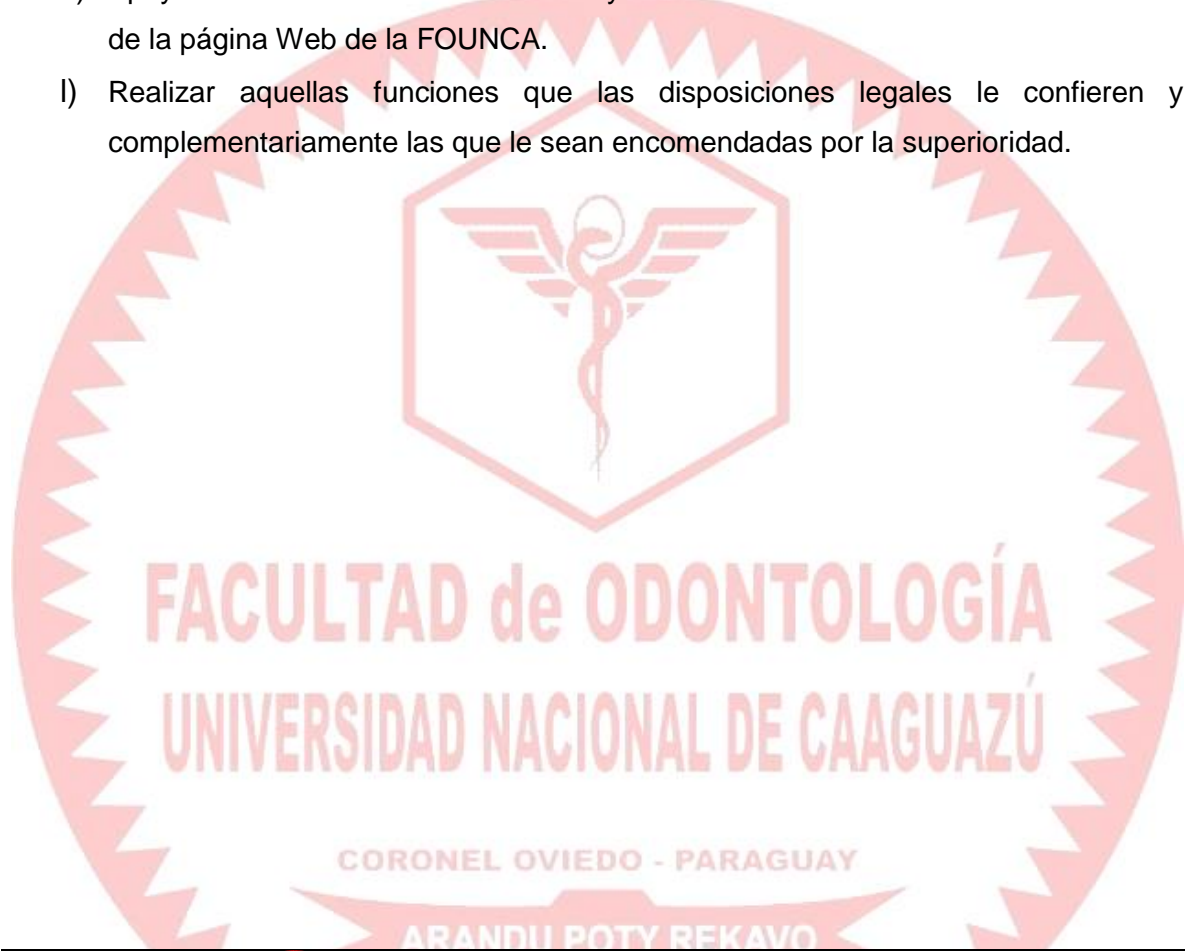 de la página Web de la FOUNCA.
l) Realizar aquellas funciones que las disposiciones legales le confieren y
complementariamente las que le sean encomendadas por la superioridad.
FACULTAD de ODONTOLOGÍA
UNIVERSIDAD NACIONAL DE CAAGUAZÚ
CORONEL OVIEDO - PARAGUAY
ARANDU POTY REKAVO